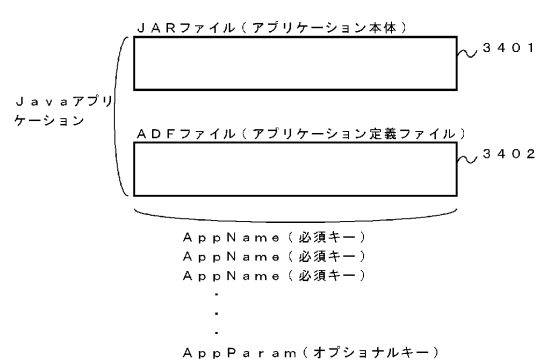 ＪＡＲファイル（アプリケーション本体）
３４０１
Ｊａｖａアプリ
ケーション
ＡＤＦファイル（アプリケーション定義ファイル）
３４０２
ＡｐｐＮａｍｅ（必須キー）
ＡｐｐＮａｍｅ（必須キー）
ＡｐｐＮａｍｅ（必須キー）
・
・
・
ＡｐｐＰａｒａｍ（オプショナルキー）